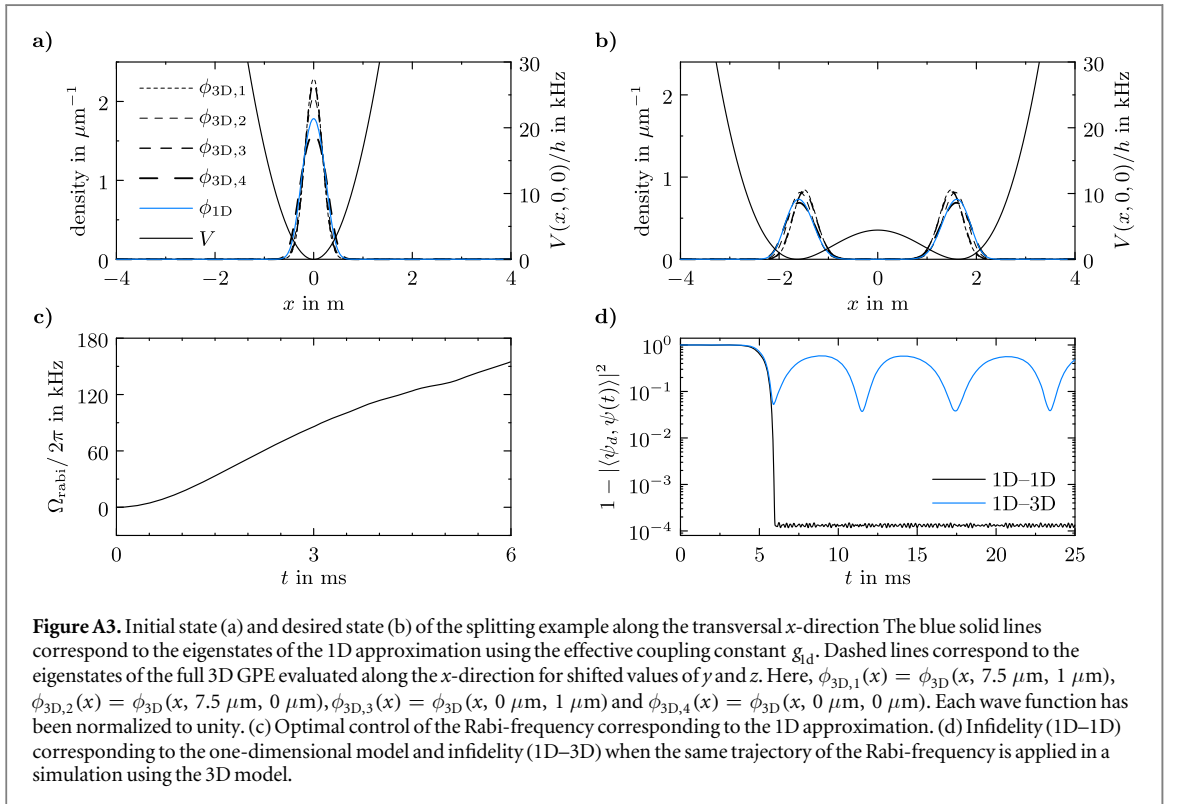 a)
density in μm⁻¹
2
1
0
ϕ3D,1
ϕ3D,2
ϕ3D,3
ϕ3D,4
ϕ1D
V
30
20
10
0
V(x, 0, 0)/h in kHz
−4 −2 0 2 4
x in m
b)
density in μm⁻¹
2
1
0
30
20
10
0
V(x, 0, 0)/h in kHz
−4 −2 0 2 4
x in m
c)
Ωrabi/ 2π in kHz
180
120
60
0
0 3 6
t in ms
d)
1 − |⟨ψd, ψ(t)⟩|²
10⁰
10⁻¹
10⁻²
10⁻³
10⁻⁴
1D–1D
1D–3D
0 5 10 15 20 25
t in ms
Figure A3. Initial state (a) and desired state (b) of the splitting example along the transversal x-direction The blue solid lines
correspond to the eigenstates of the 1D approximation using the effective coupling constant g1d. Dashed lines correspond to the
eigenstates of the full 3D GPE evaluated along the x-direction for shifted values of y and z. Here, ϕ3D,1(x) = ϕ3D(x, 7.5 μm, 1 μm),
ϕ3D,2(x) = ϕ3D(x, 7.5 μm, 0 μm), ϕ3D,3(x) = ϕ3D(x, 0 μm, 1 μm) and ϕ3D,4(x) = ϕ3D(x, 0 μm, 0 μm). Each wave function has
been normalized to unity. (c) Optimal control of the Rabi-frequency corresponding to the 1D approximation. (d) Infidelity (1D–1D)
corresponding to the one-dimensional model and infidelity (1D–3D) when the same trajectory of the Rabi-frequency is applied in a
simulation using the 3D model.